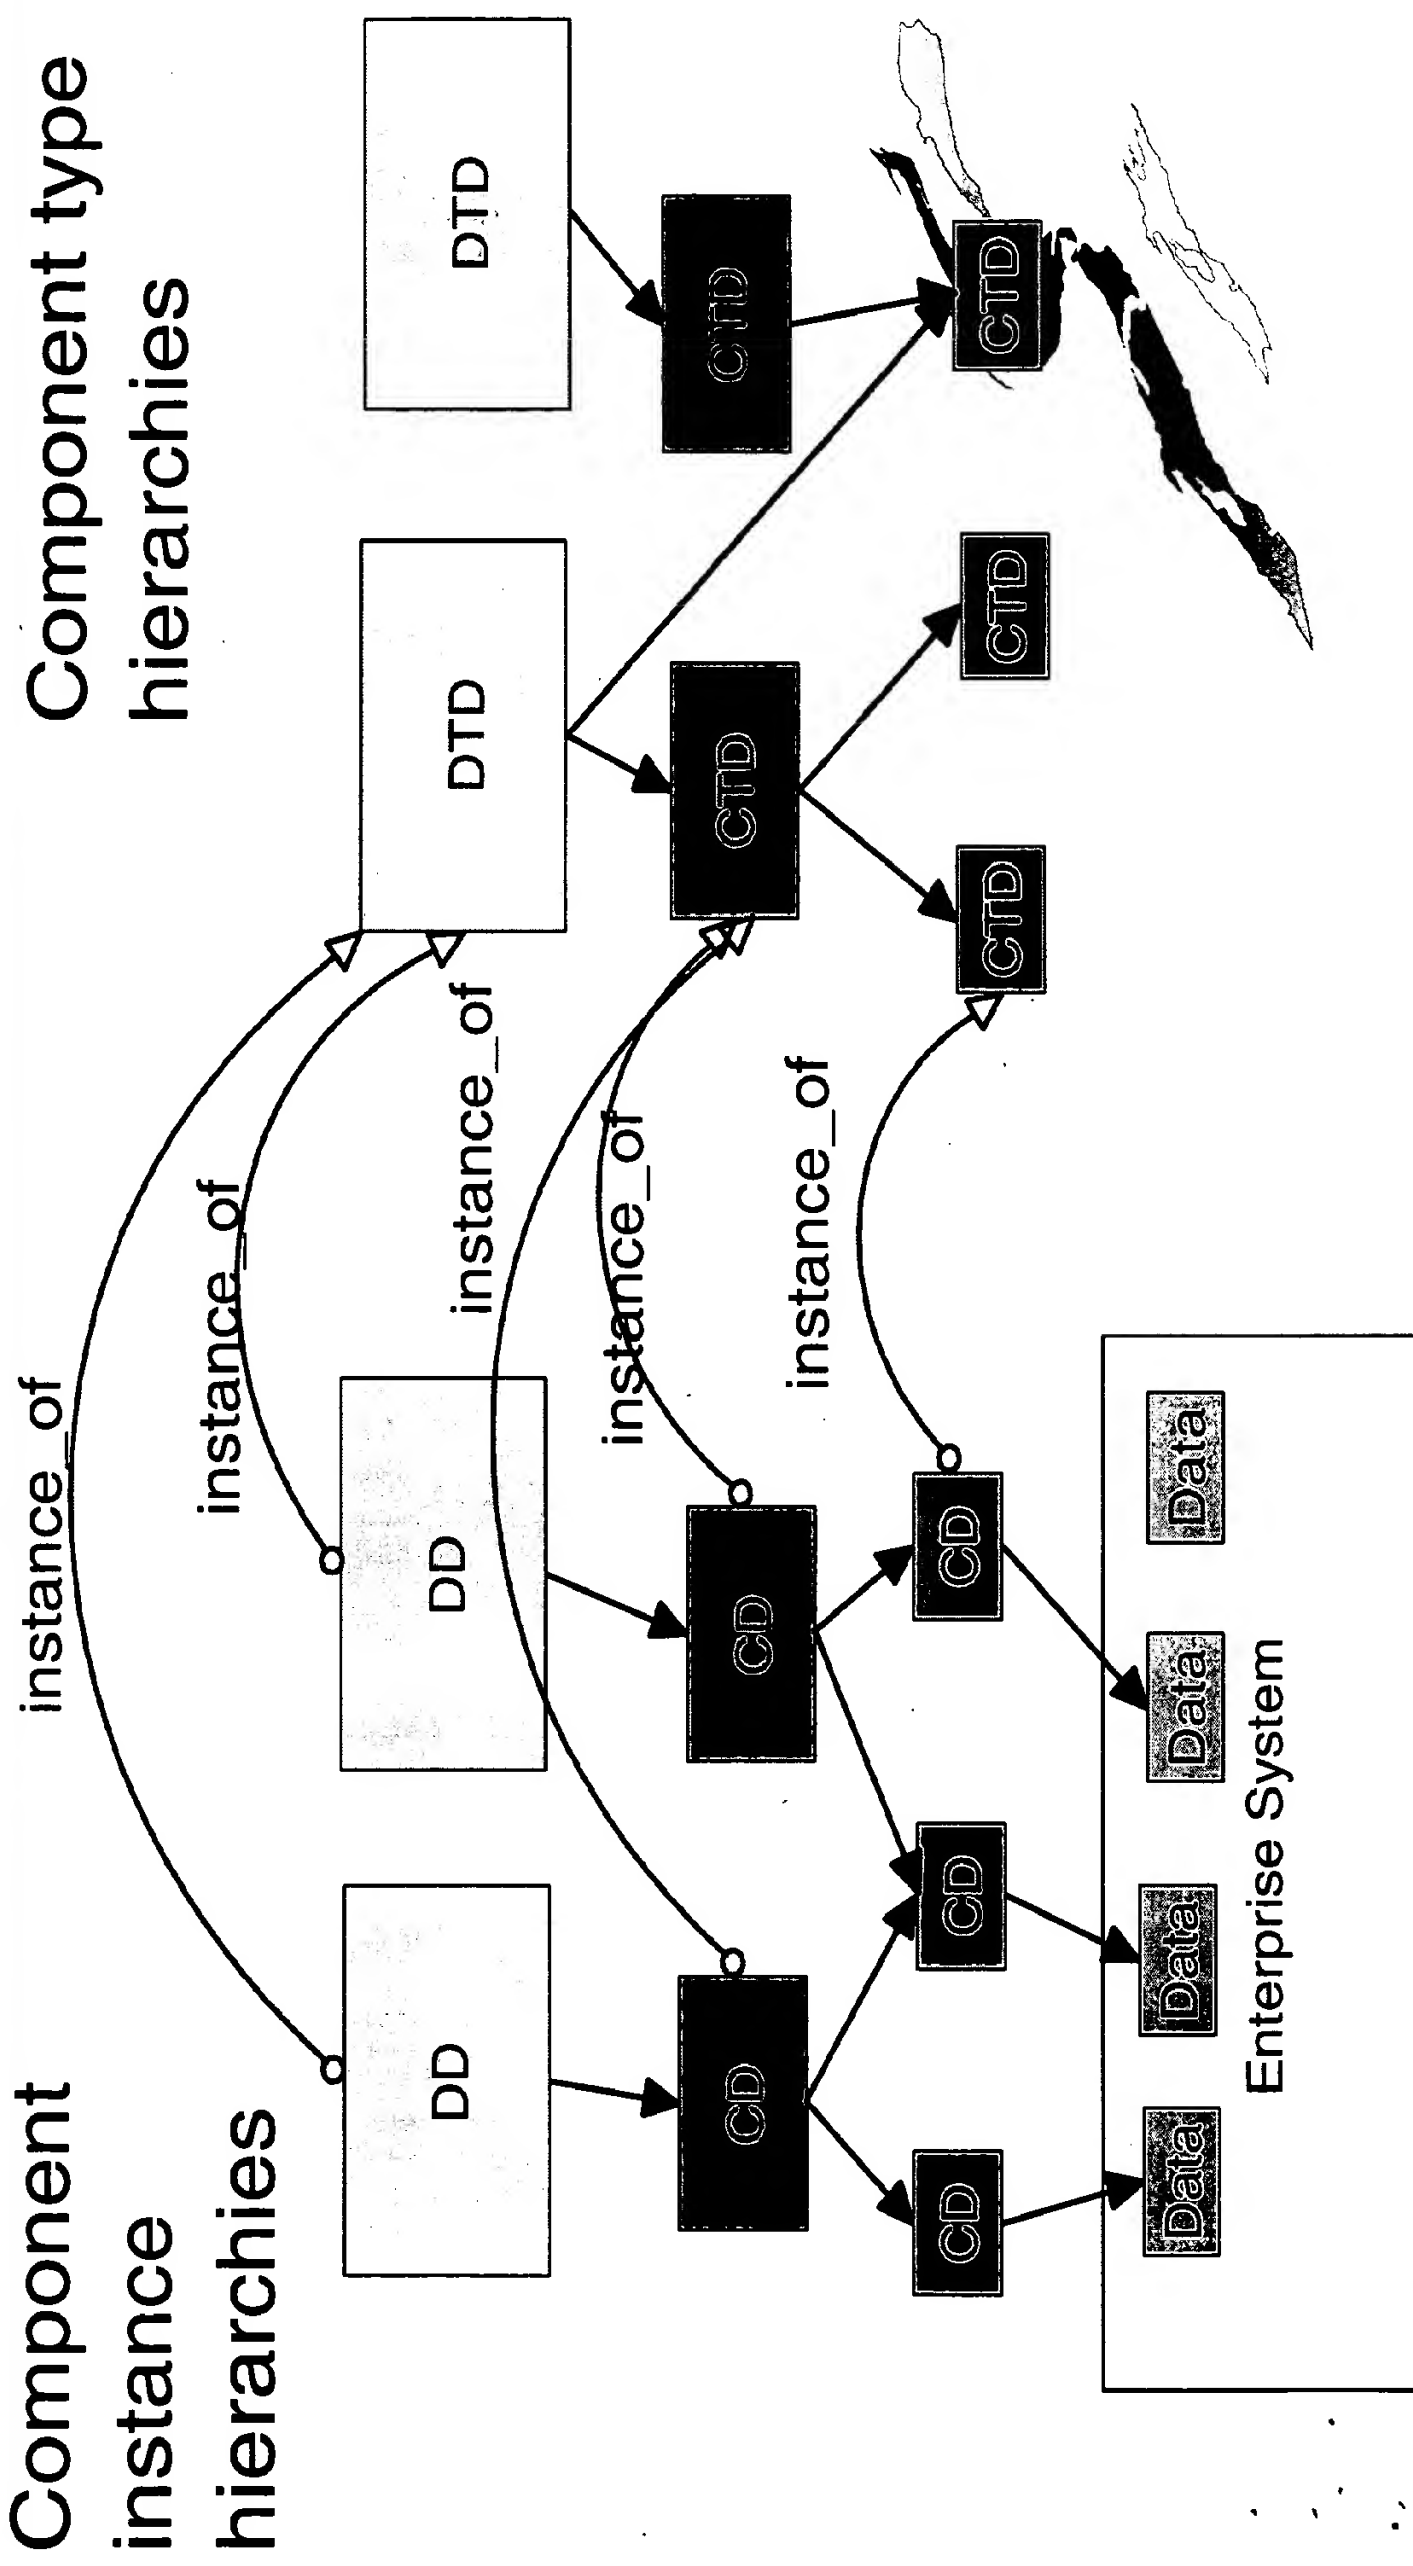 Component
instance
hierarchies
Component type
hierarchies
instance_of
instance_of
instance_of
instance_of
instance_of
DD
DD
DTD
DTD
CD
CD
CTD
CTD
CD
CD
CD
CTD
CTD
CTD
Data
Data
Data
Data
Enterprise System